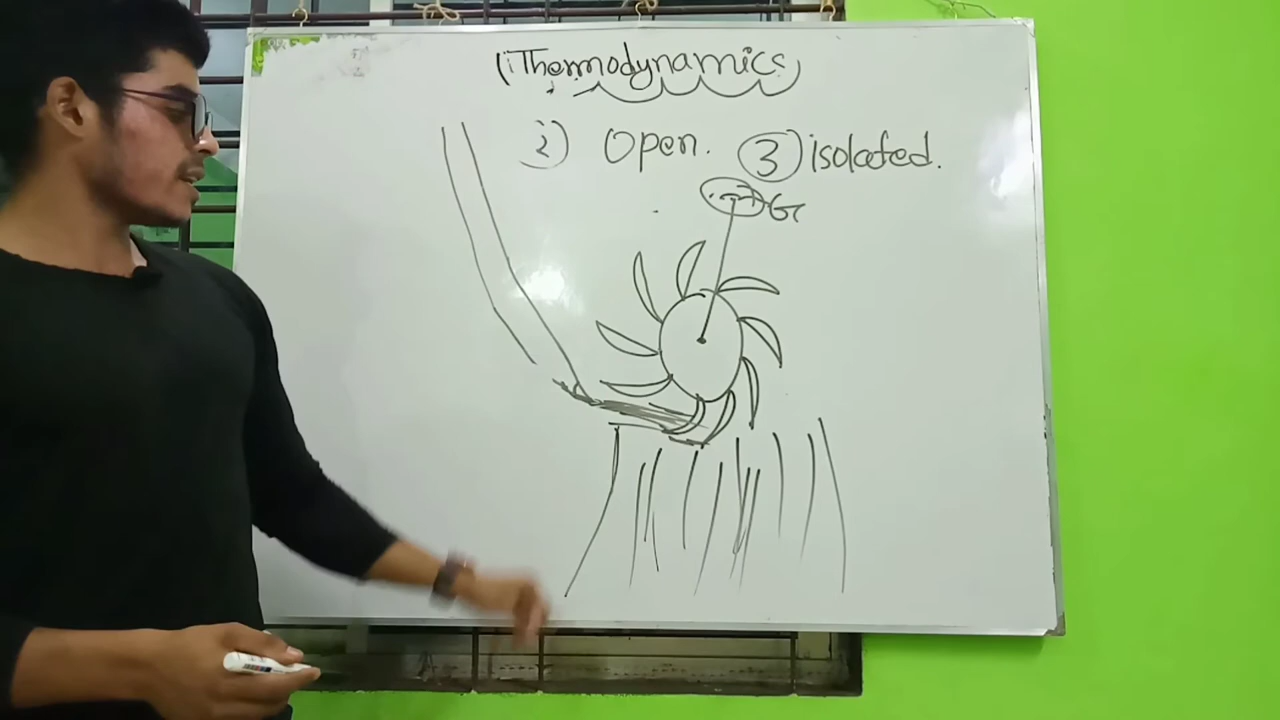 (i Thermodynamics)
2) Open. 3) isolated.
G